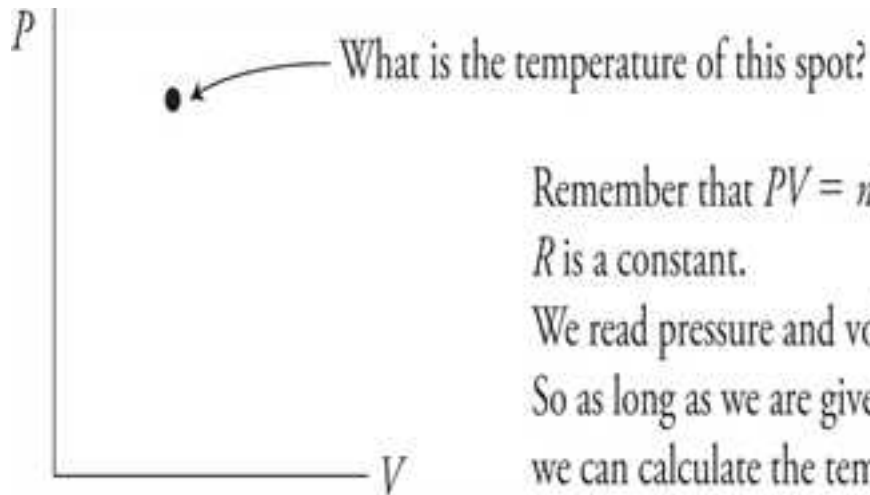 P
What is the temperature of this spot?
Remember that PV =
R is a constant.
We read pressure and
So as long as we are
we can calculate the
V